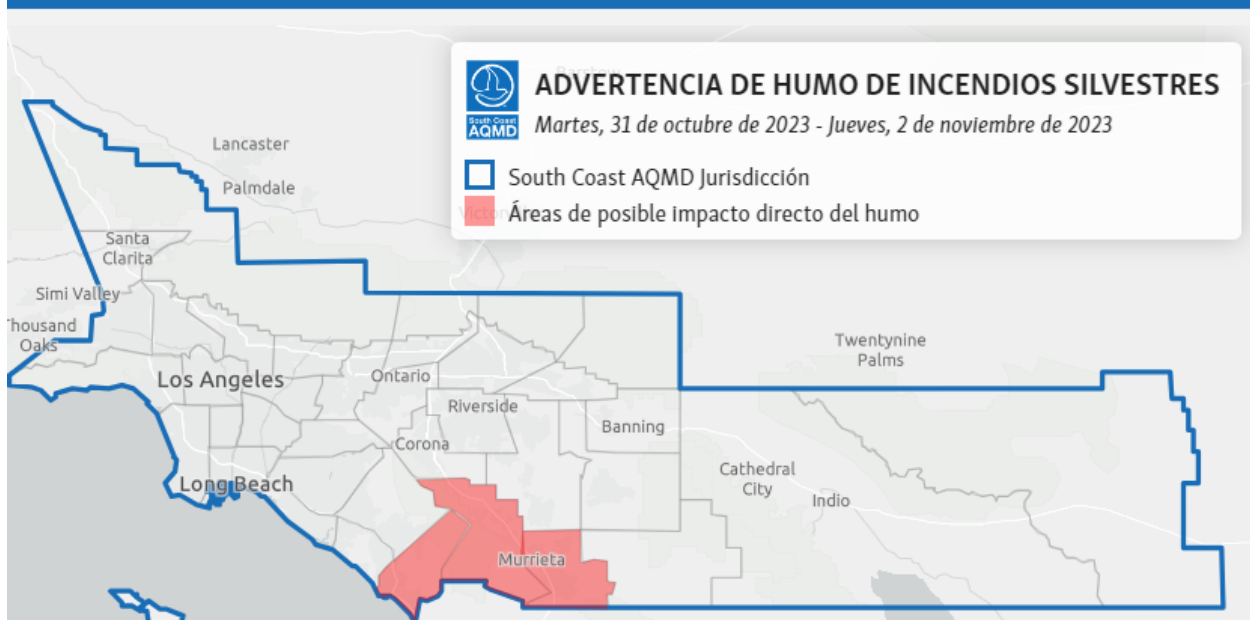 ADVERTENCIA DE HUMO DE INCENDIOS SILVESTRES
Martes, 31 de octubre de 2023 - Jueves, 2 de noviembre de 2023
South Coast
AQMD
South Coast AQMD Jurisdicción
Áreas de posible impacto directo del humo
Lancaster
Palmdale
Santa
Clarita
Simi Valley
Thousand
Oaks
Twentynine
Palms
Los Angeles
Ontario
Riverside
Banning
Corona
Cathedral
City
Indio
Long Beach
Murrieta